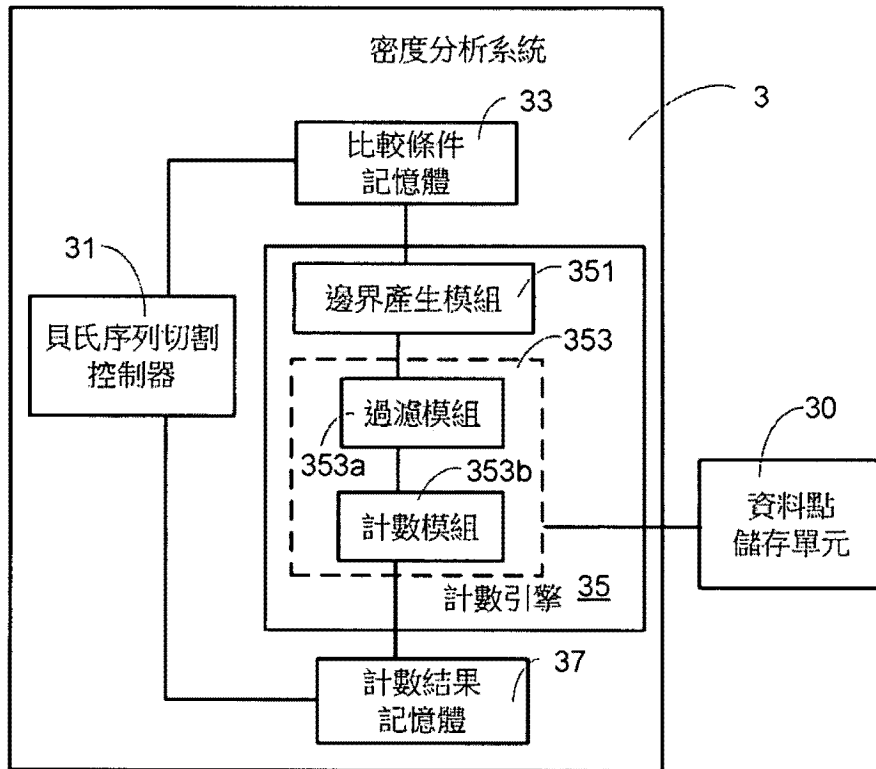 密度分析系統
3
33
比較條件
記憶體
31
貝氏序列切割
控制器
邊界產生模組
351
353
過濾模組
353a
353b
計數模組
計數引擎 35
30
資料點
儲存單元
計數結果
記憶體
37